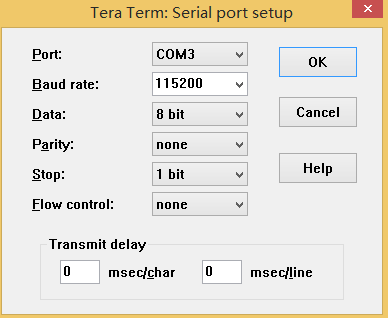 Tera Term: Serial port setup
Port: COM3 OK
Baud rate: 115200
Data: 8 bit Cancel
Parity: none
Stop: 1 bit Help
Flow control: none
Transmit delay
0 msec/char 0 msec/line